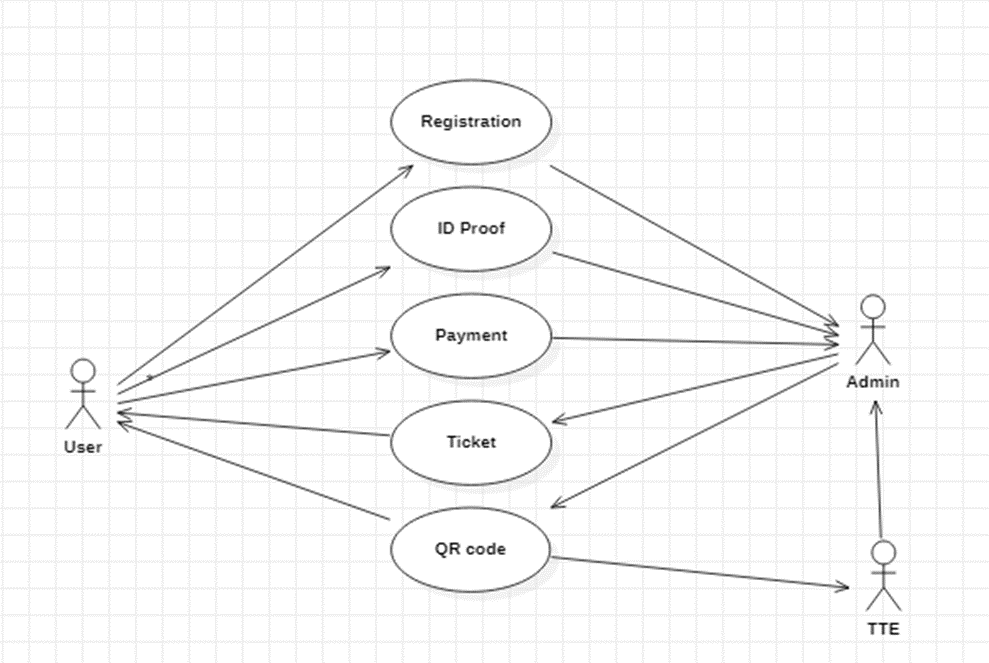 Registration
ID Proof
Payment
Admin
User
Ticket
QR code
TTE